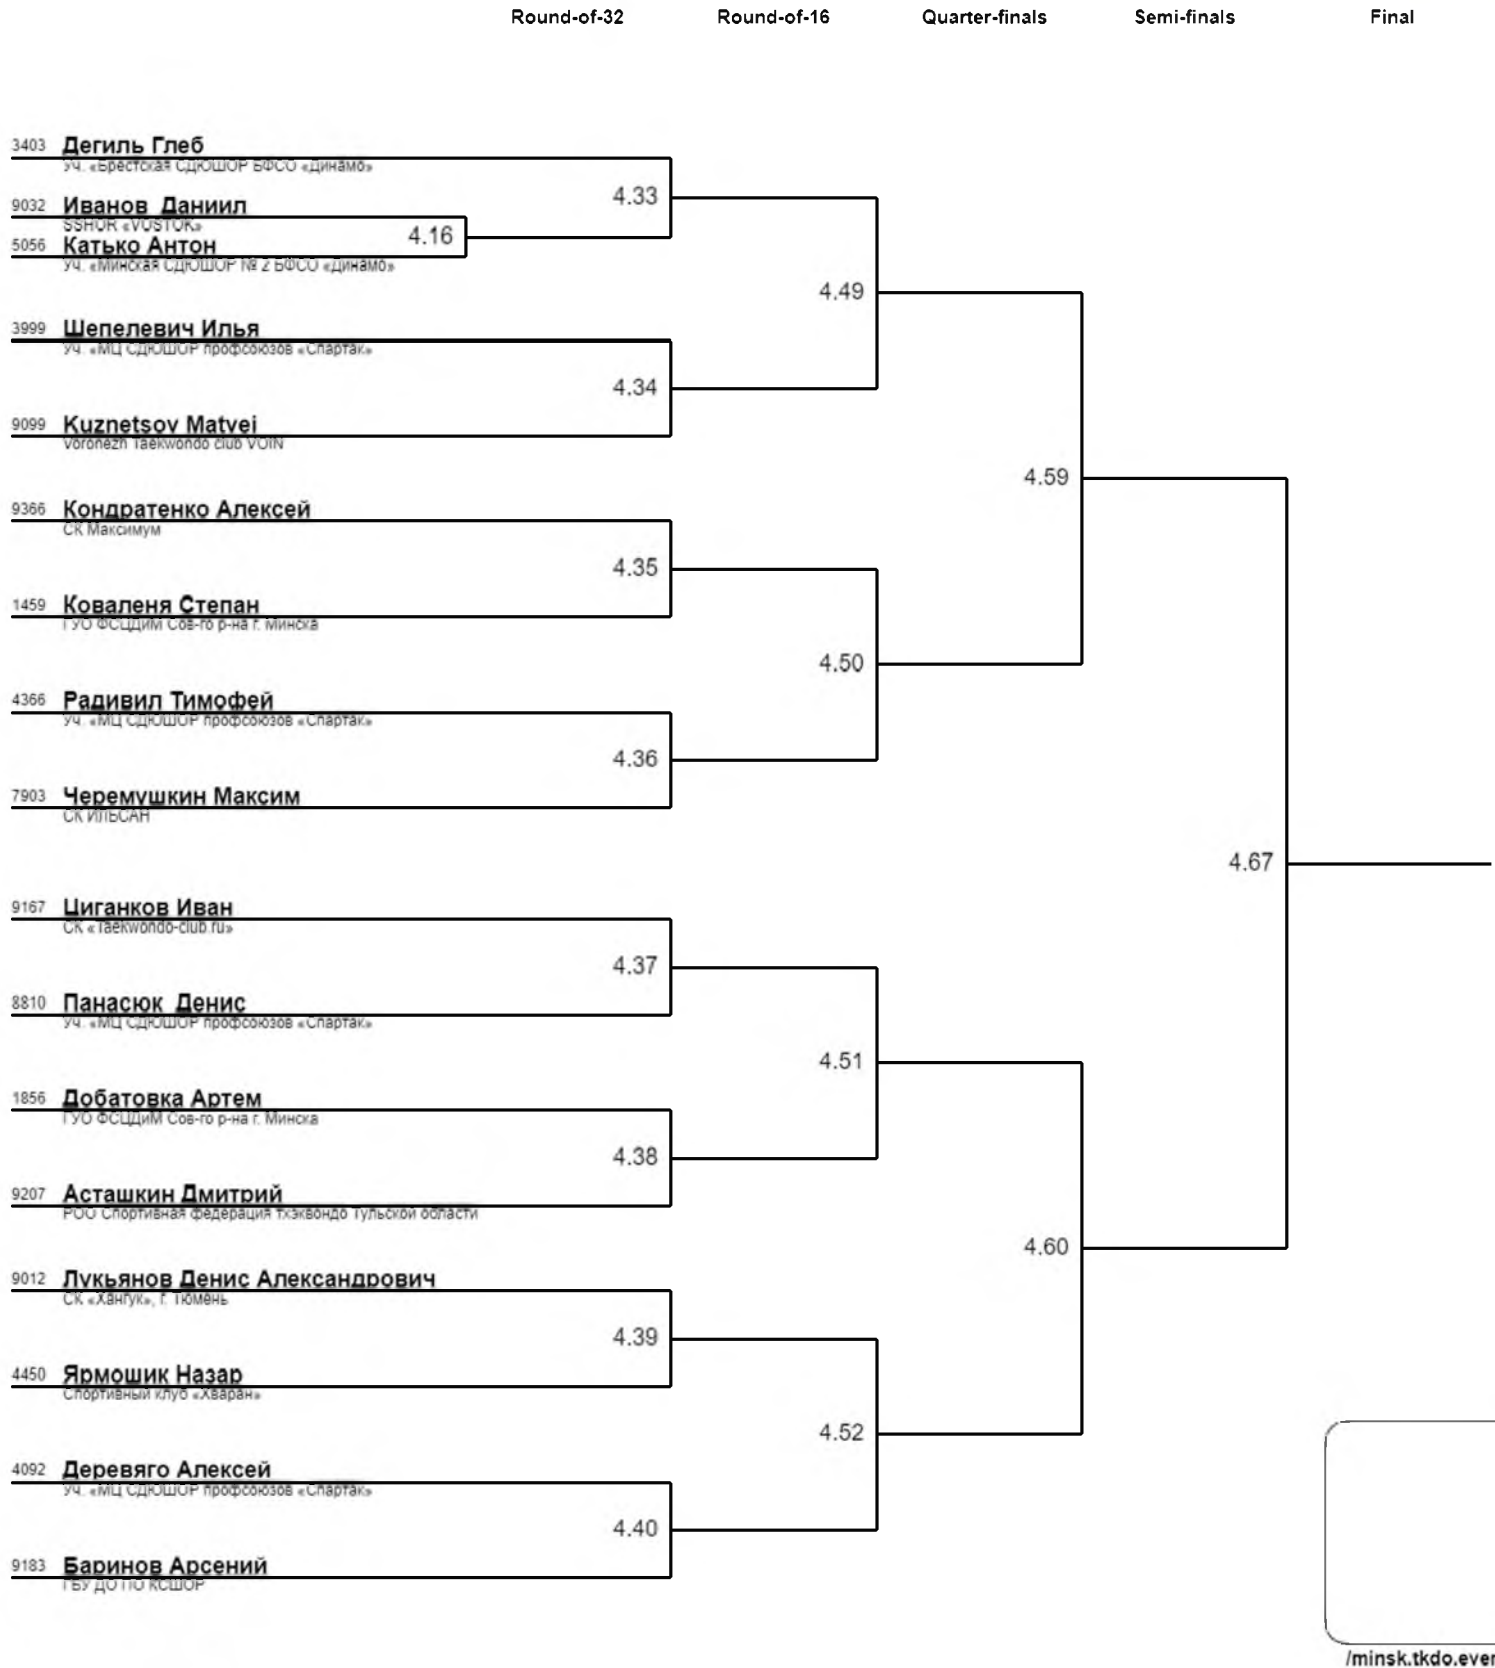 Round-of-32 Round-of-16 Quarter-finals Semi-finals Final
3403 Дегиль Глеб
Уч. «Брестская СДЮШОР БФСО «Динамо»
4.33
9032 Иванов Даниил
SSHOR «VOSTOK»
4.16
5056 Катько Антон
Уч. «Минская СДЮШОР № 2 БФСО «Динамо»
4.49
3999 Шепелевич Илья
Уч. «МЦ СДЮШОР профсоюзов «Спартак»
4.34
9099 Kuznetsov Matvei
Voronezh Taekwondo club VOIN
4.59
9366 Кондратенко Алексей
СК Максимум
4.35
1459 Коваленя Степан
ГУО ФСЦДиМ Сов-го р-на г. Минска
4.50
4366 Радивил Тимофей
Уч. «МЦ СДЮШОР профсоюзов «Спартак»
4.36
7903 Черемушкин Максим
СК ИЛЬСАН
4.67
9167 Циганков Иван
СК «Taekwondo-club.ru»
4.37
8810 Панасюк Денис
Уч. «МЦ СДЮШОР профсоюзов «Спартак»
4.51
1856 Добатовка Артем
ГУО ФСЦДиМ Сов-го р-на г. Минска
4.38
9207 Асташкин Дмитрий
РОО Спортивная федерация тхэквондо Тульской области
4.60
9012 Лукьянов Денис Александрович
СК «Хангук», г. Тюмень
4.39
4450 Ярмошик Назар
Спортивный клуб «Хваран»
4.52
4092 Деревяго Алексей
Уч. «МЦ СДЮШОР профсоюзов «Спартак»
4.40
9183 Баринов Арсений
ГБУ ДО ПО КСШОР
/minsk.tkdo.ever